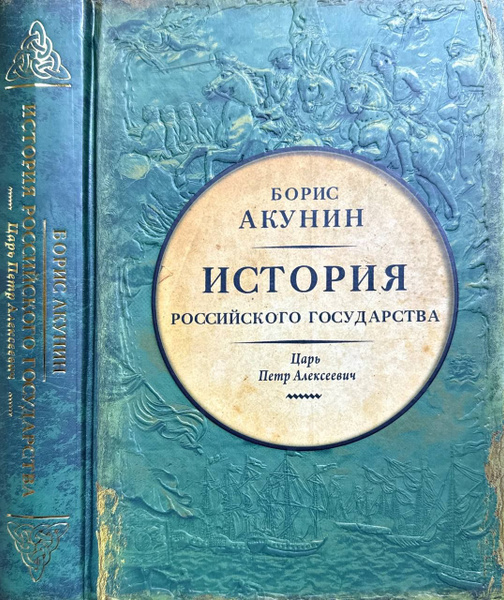 БОРИС АКУНИН
ИСТОРИЯ РОССИЙСКОГО ГОСУДАРСТВА
Царь Петр Алексеевич
БОРИС
АКУНИН
ИСТОРИЯ
РОССИЙСКОГО ГОСУДАРСТВА
Царь
Петр Алексеевич